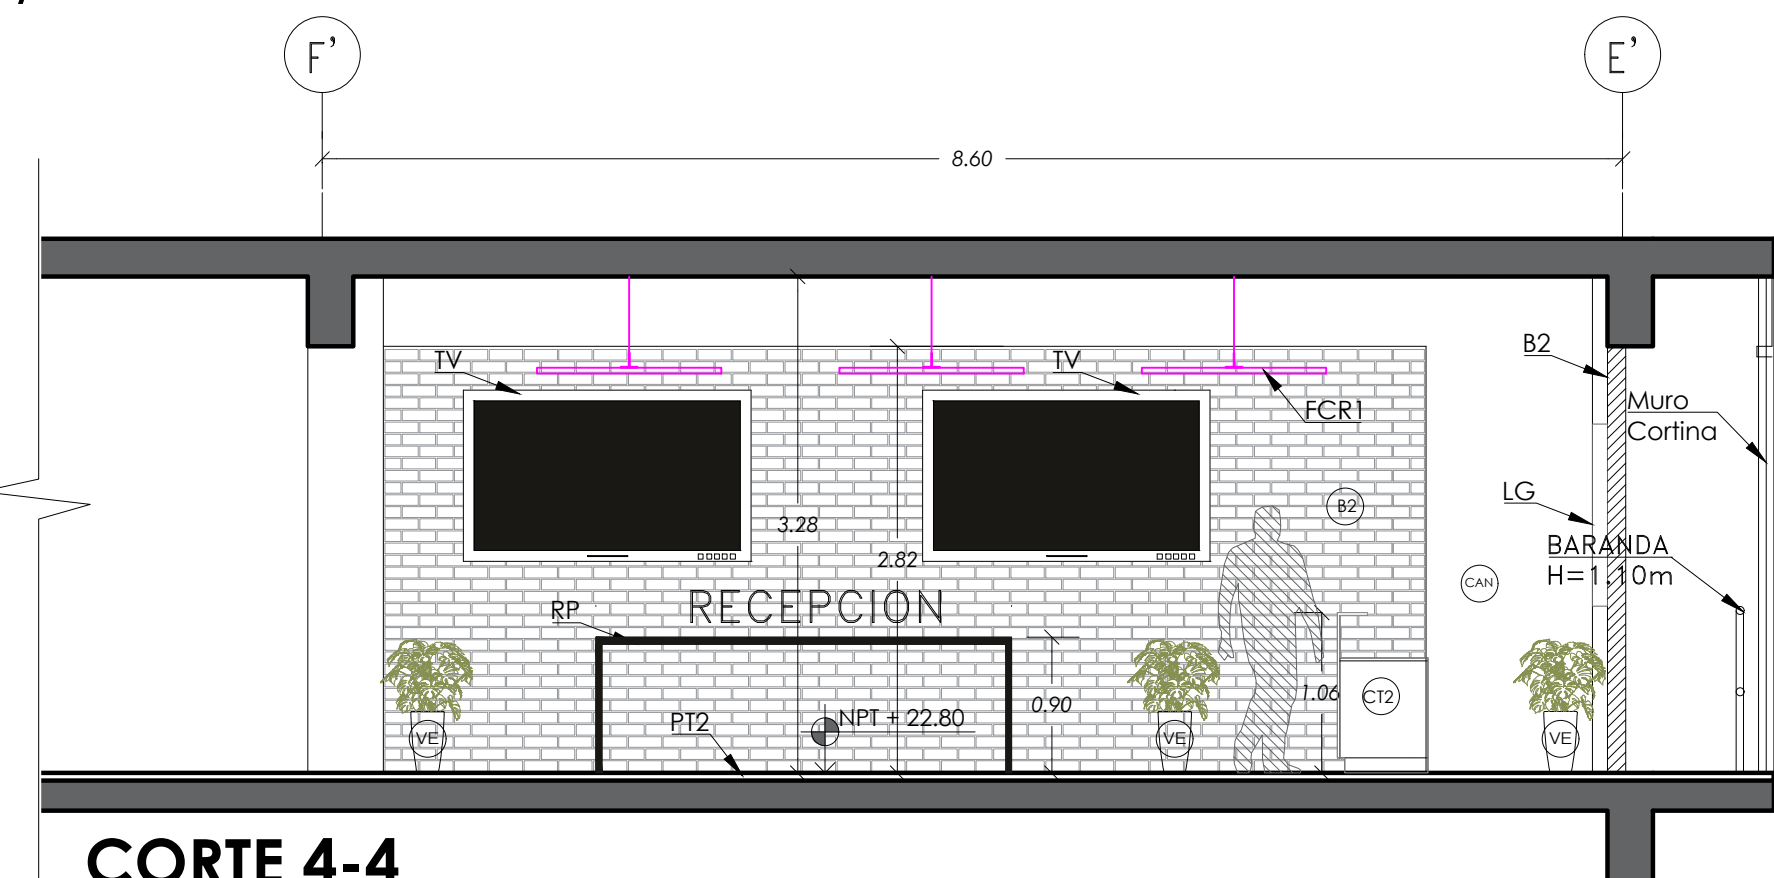 F’
E’
8.60
TV
TV
B2
FCR1
Muro
Cortina
B2
LG
3.28
2.82
BARANDA
H=1.10m
CAN
RP
RECEPCION
1.06
CT2
0.90
PT2
NPT + 22.80
VE
VE
VE
CORTE 4-4